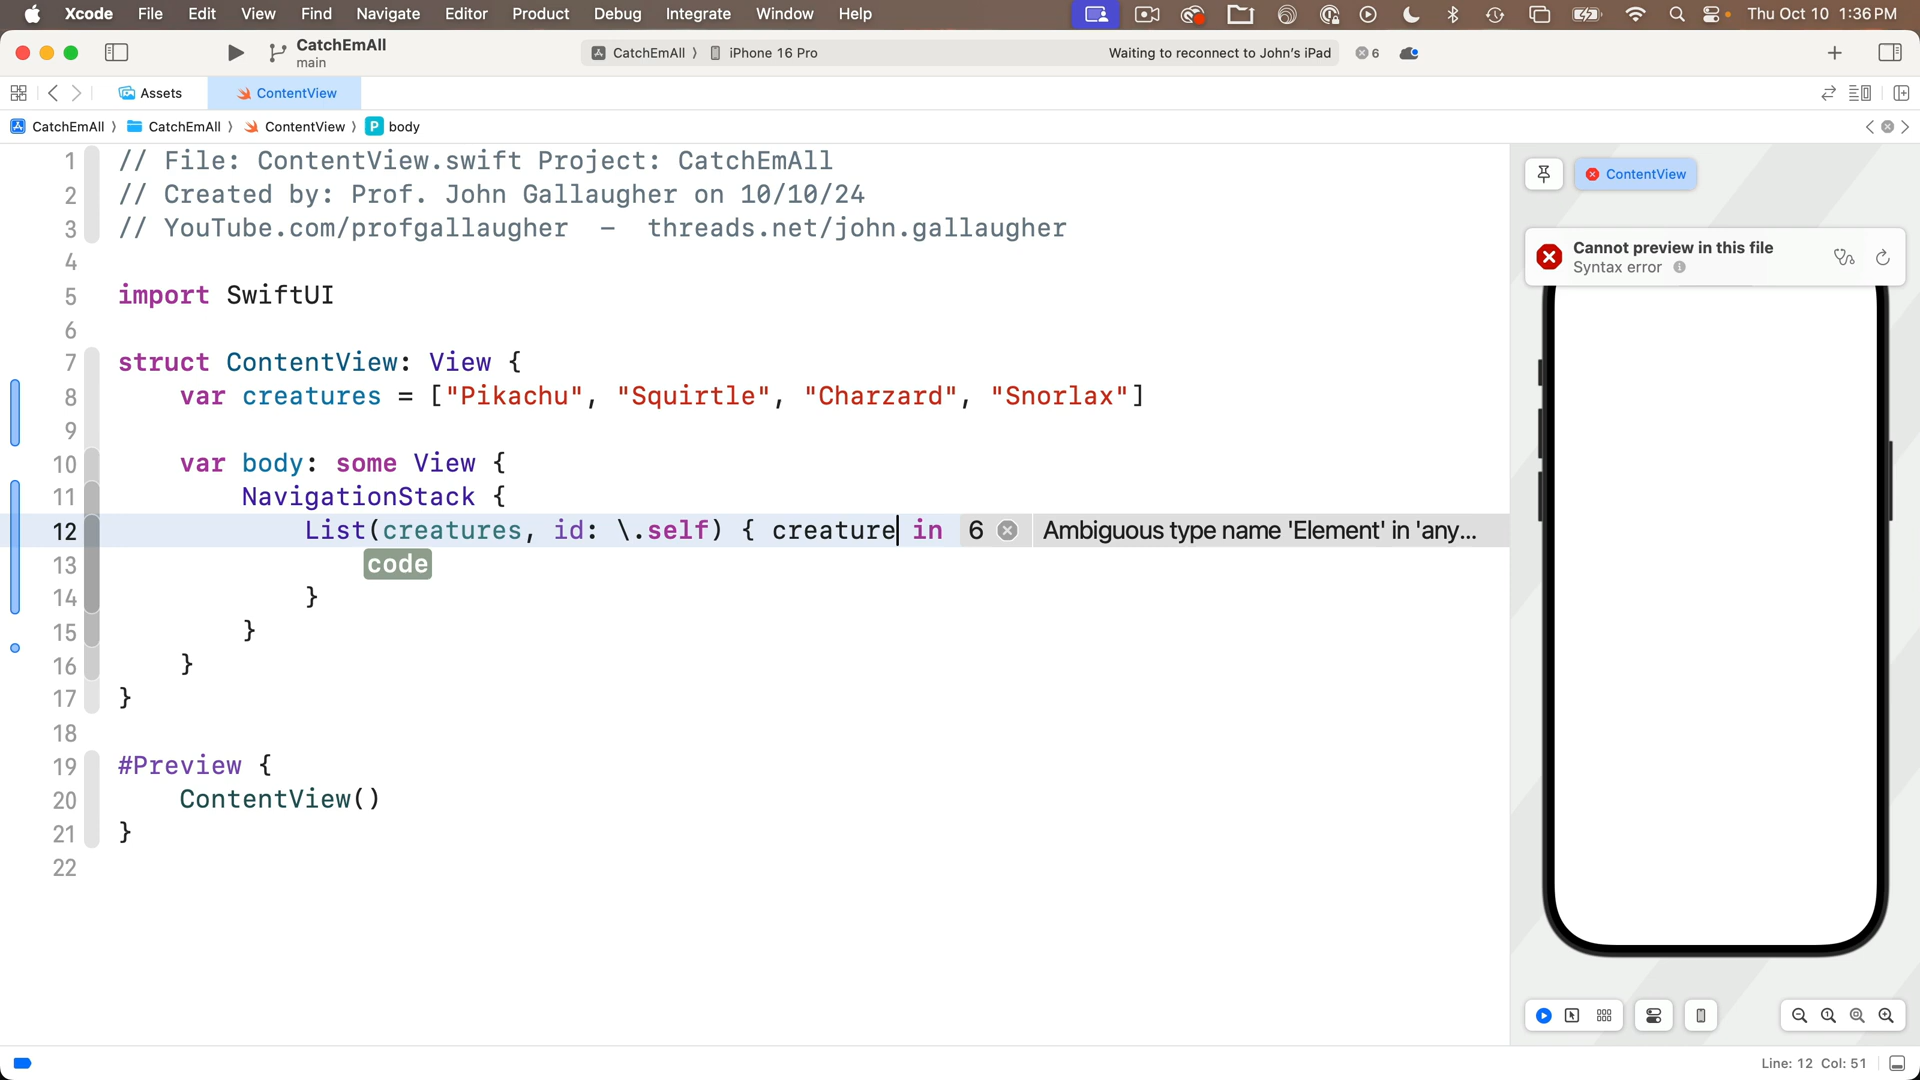 Xcode File Edit View Find Navigate Editor Product Debug Integrate Window Help Thu Oct 10 1:36 PM
CatchEmAll
main
CatchEmAll 〉 iPhone 16 Pro Waiting to reconnect to John's iPad 6
Assets ContentView
CatchEmAll 〉 CatchEmAll 〉 ContentView 〉 P body
1 // File: ContentView.swift Project: CatchEmAll
2 // Created by: Prof. John Gallaugher on 10/10/24
3 // YouTube.com/profgallaugher – threads.net/john.gallaugher
4
5 import SwiftUI
6
7 struct ContentView: View {
8 var creatures = ["Pikachu", "Squirtle", "Charzard", "Snorlax"]
9
10 var body: some View {
11 NavigationStack {
12 List(creatures, id: \.self) { creature in 6 Ambiguous type name 'Element' in 'any...
13 code
14 }
15 }
16 }
17 }
18
19 #Preview {
20 ContentView()
21 }
22
ContentView
Cannot preview in this file
Syntax error
Line: 12 Col: 51